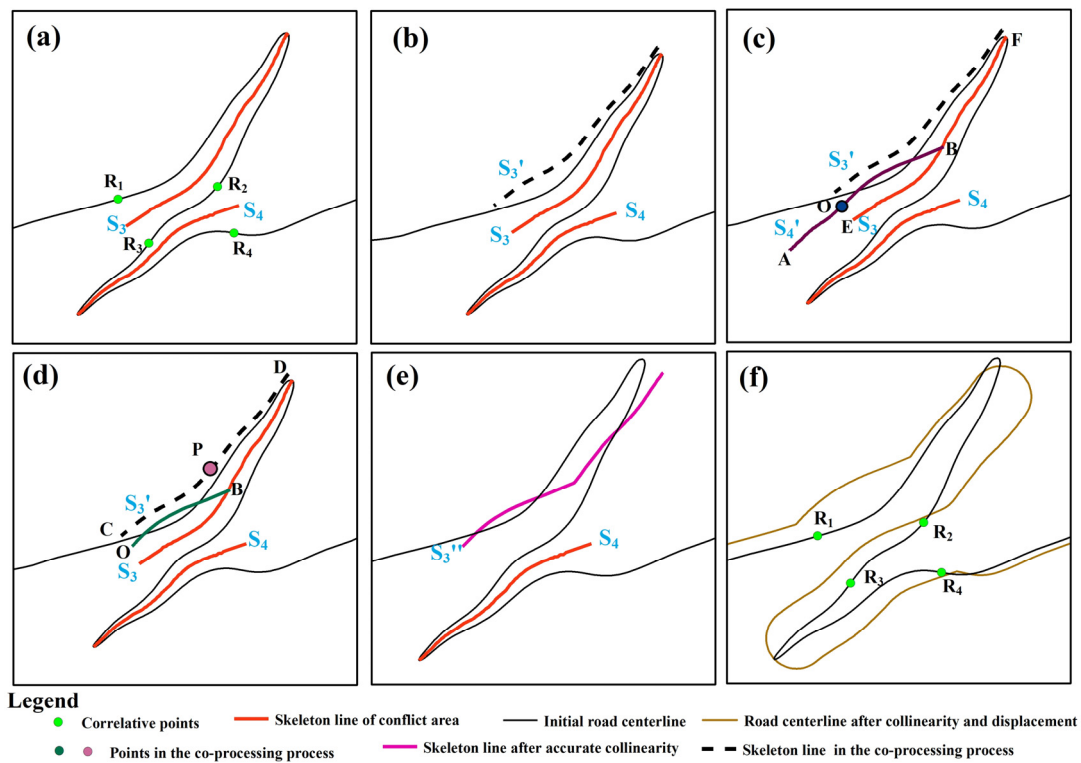 (a)
R1
R2
S3
S4
R3
R4
(b)
S3'
S3
S4
(c)
F
S3'
B
O
S4'
E
S3
S4
A
(d)
D
P
S3'
B
C
O
S3
S4
(e)
S3''
S4
(f)
R1
R2
R3
R4
Legend
Correlative points
Skeleton line of conflict area
Initial road centerline
Road centerline after collinearity and displacement
Points in the co-processing process
Skeleton line after accurate collinearity
Skeleton line in the co-processing process